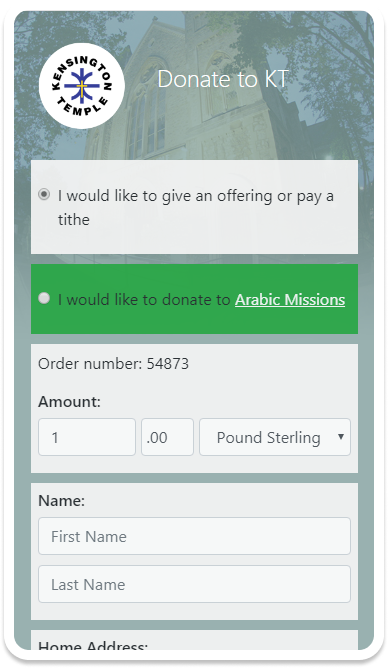 KENSINGTON
TEMPLE
Donate to KT
I would like to give an offering or pay a
tithe
I would like to donate to Arabic Missions
Order number: 54873
Amount:
1 .00 Pound Sterling
Name:
First Name
Last Name
Home Address: